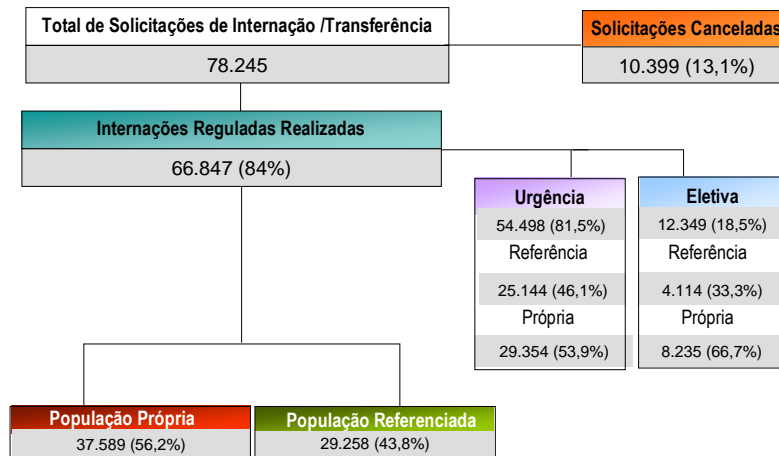 Total de Solicitações de Internação /Transferência
78.245
Solicitações Canceladas
10.399 (13,1%)
Internações Reguladas Realizadas
66.847 (84%)
Urgência
54.498 (81,5%)
Referência
25.144 (46,1%)
Própria
29.354 (53,9%)
Eletiva
12.349 (18,5%)
Referência
4.114 (33,3%)
Própria
8.235 (66,7%)
População Própria
37.589 (56,2%)
População Referenciada
29.258 (43,8%)